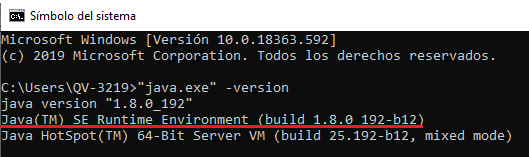 Símbolo del sistema
Microsoft Windows [Versión 10.0.18363.592]
(c) 2019 Microsoft Corporation. Todos los derechos reservados.
C:\Users\QV-3219>"java.exe" -version
java version "1.8.0_192"
Java(TM) SE Runtime Environment (build 1.8.0_192-b12)
Java HotSpot(TM) 64-Bit Server VM (build 25.192-b12, mixed mode)